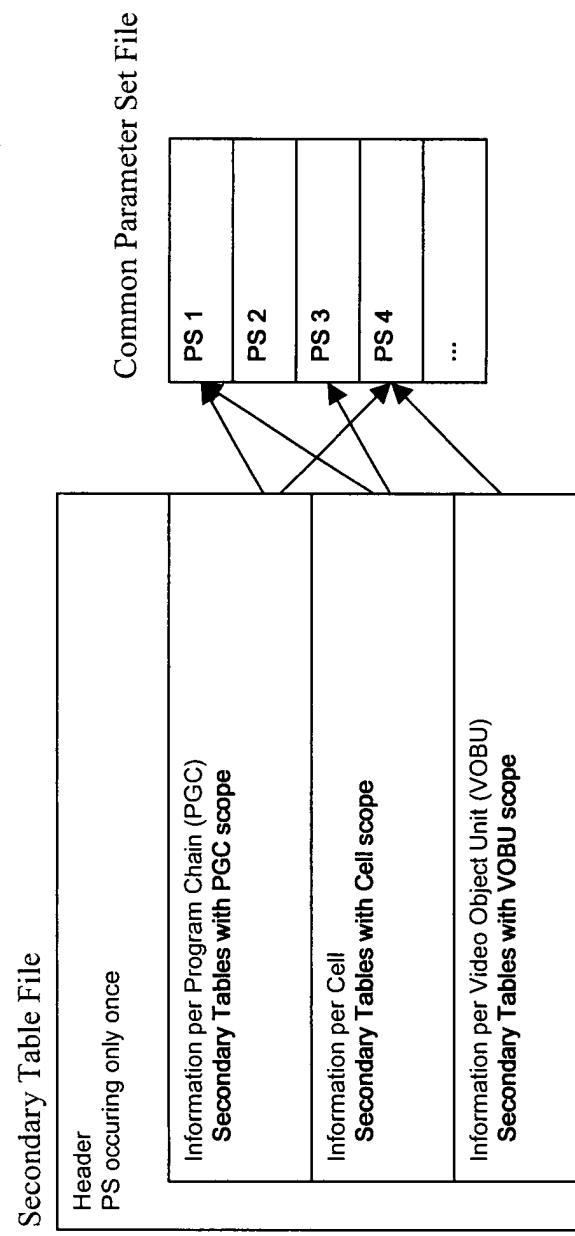 Secondary Table File
Header
PS occuring only once
Information per Program Chain (PGC)
Secondary Tables with PGC scope
Information per Cell
Secondary Tables with Cell scope
Information per Video Object Unit (VOBU)
Secondary Tables with VOBU scope
Common Parameter Set File
PS 1
PS 2
PS 3
PS 4
...